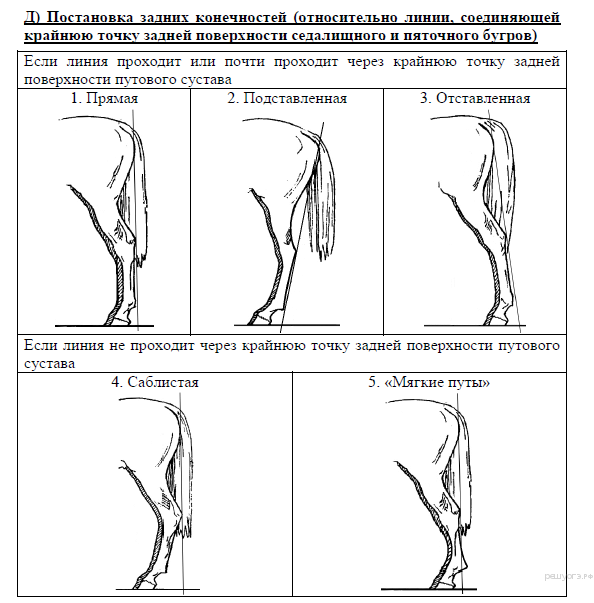 Д) Постановка задних конечностей (относительно линии, соединяющей
крайнюю точку задней поверхности седалищного и пяточного бугров)
Если линия проходит или почти проходит через крайнюю точку задней
поверхности путового сустава
1. Прямая
2. Подставленная
3. Отставленная
Если линия не проходит через крайнюю точку задней поверхности путового
сустава
4. Саблистая
5. «Мягкие путы»
решуогэ.рф